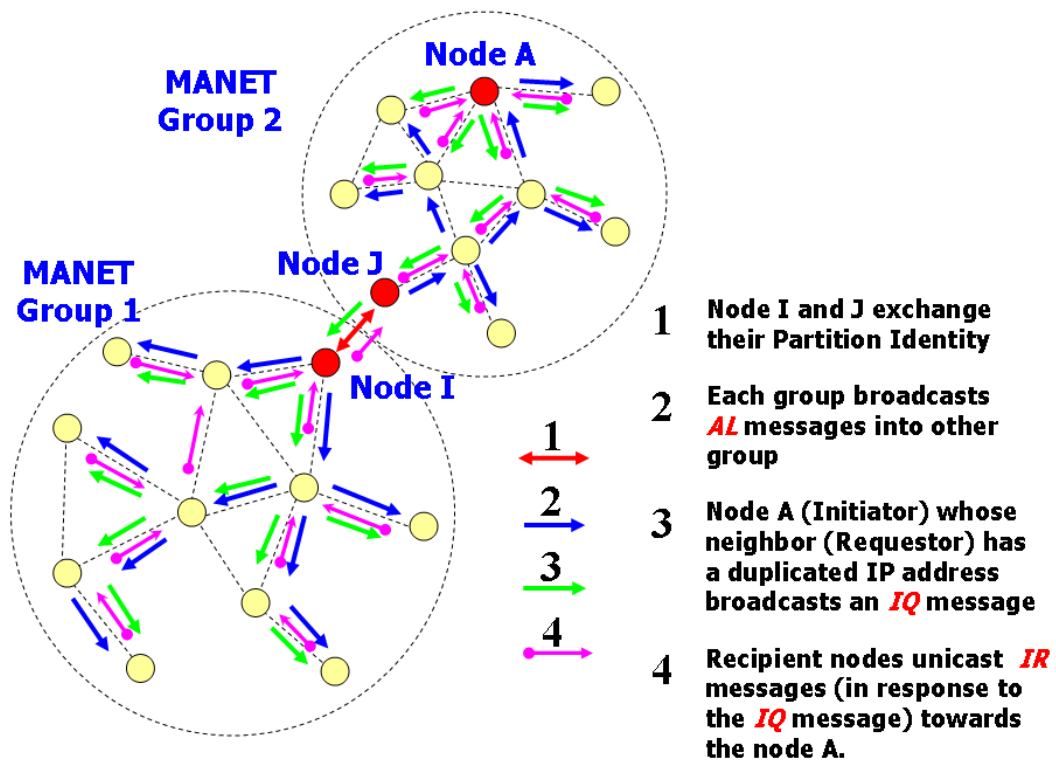 Node A
MANET
Group 2
Node J
MANET
Group 1
Node I
1
2
3
4
1 Node I and J exchange
their Partition Identity
2 Each group broadcasts
AL messages into other
group
3 Node A (Initiator) whose
neighbor (Requestor) has
a duplicated IP address
broadcasts an IQ message
4 Recipient nodes unicast IR
messages (in response to
the IQ message) towards
the node A.